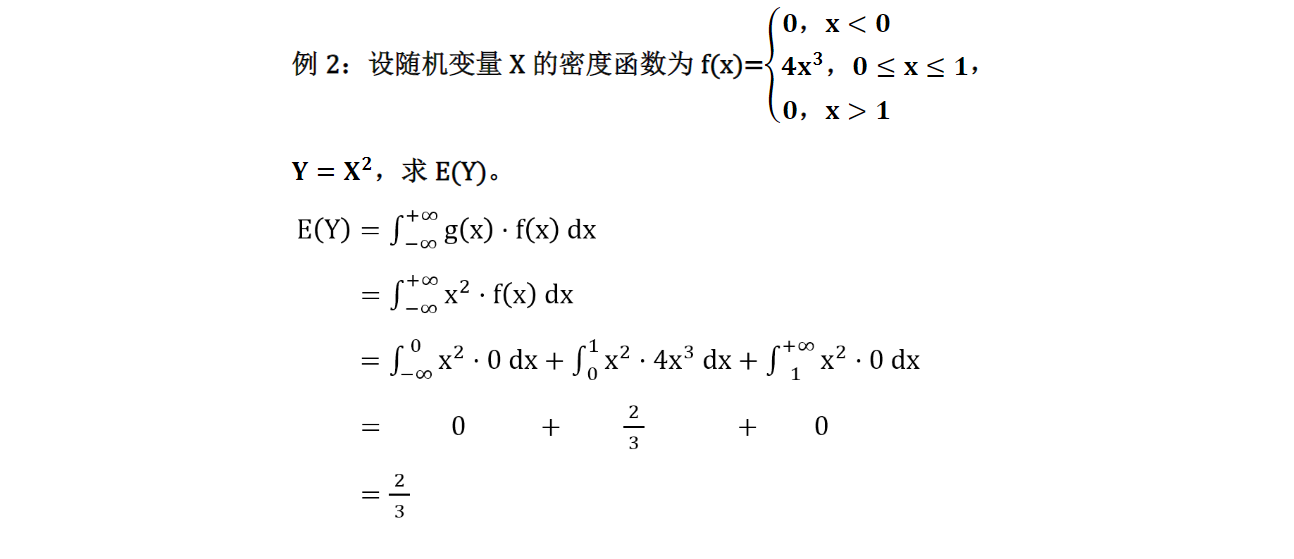 例 2：设随机变量 X 的密度函数为 f(x)={0，x < 0
4x³，0 ≤ x ≤ 1，
0，x > 1
Y = X²，求 E(Y)。
E(Y) = ∫₋∞⁺∞ g(x) · f(x) dx
= ∫₋∞⁺∞ x² · f(x) dx
= ∫₋∞⁰ x² · 0 dx + ∫₀¹ x² · 4x³ dx + ∫₁⁺∞ x² · 0 dx
= 0 + 2/3 + 0
= 2/3